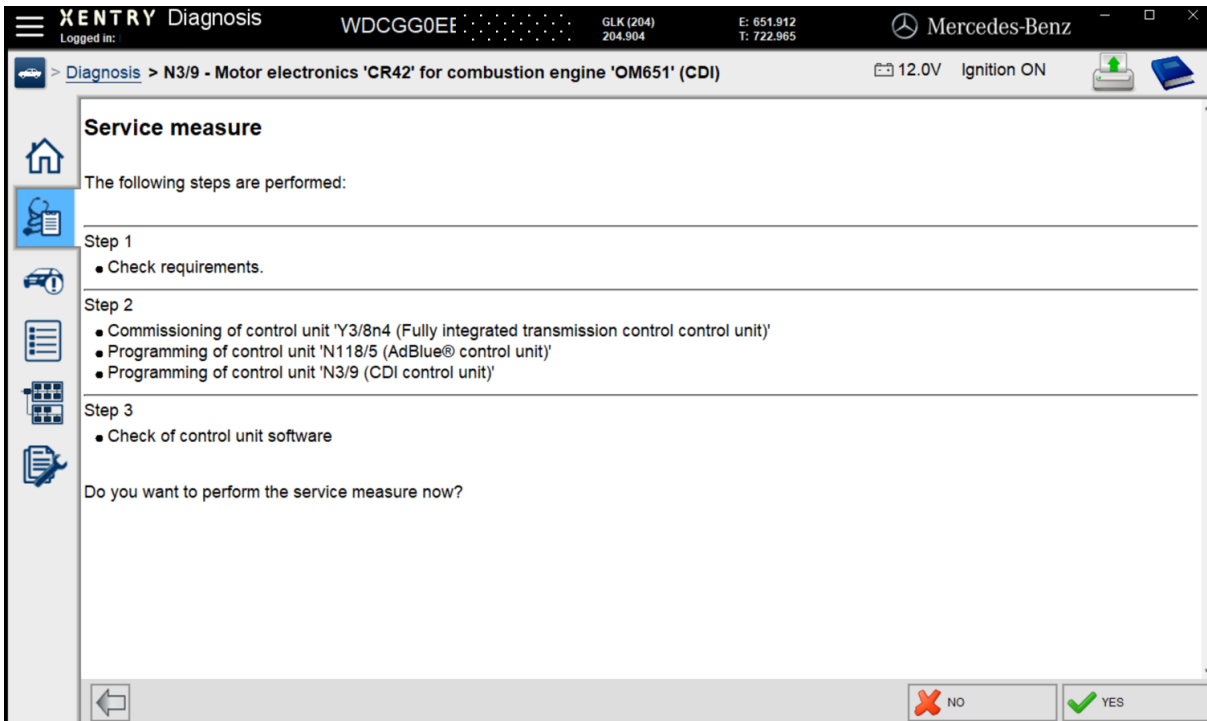 XENTRY Diagnosis
Logged in:
WDCGG0E
GLK (204)
204.904
E: 651.912
T: 722.965
Mercedes-Benz
> Diagnosis > N3/9 - Motor electronics 'CR42' for combustion engine 'OM651' (CDI)
12.0V Ignition ON
Service measure
The following steps are performed:
Step 1
• Check requirements.
Step 2
• Commissioning of control unit 'Y3/8n4 (Fully integrated transmission control control unit)'
• Programming of control unit 'N118/5 (AdBlue® control unit)'
• Programming of control unit 'N3/9 (CDI control unit)'
Step 3
• Check of control unit software
Do you want to perform the service measure now?
NO
YES